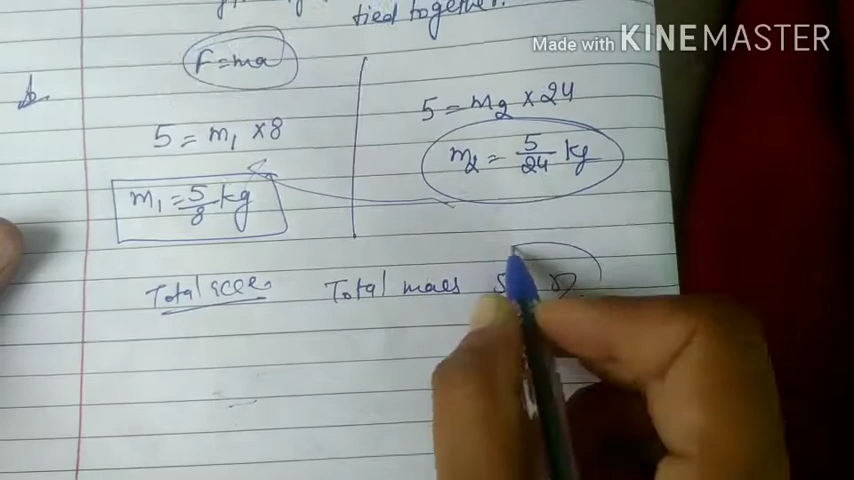 tied together.
Made with KINEMASTER
F=ma
5 = m2 × 24
5 = m1 × 8
m2 = 5/24 kg
m1 = 5/8 kg
Total Total mass